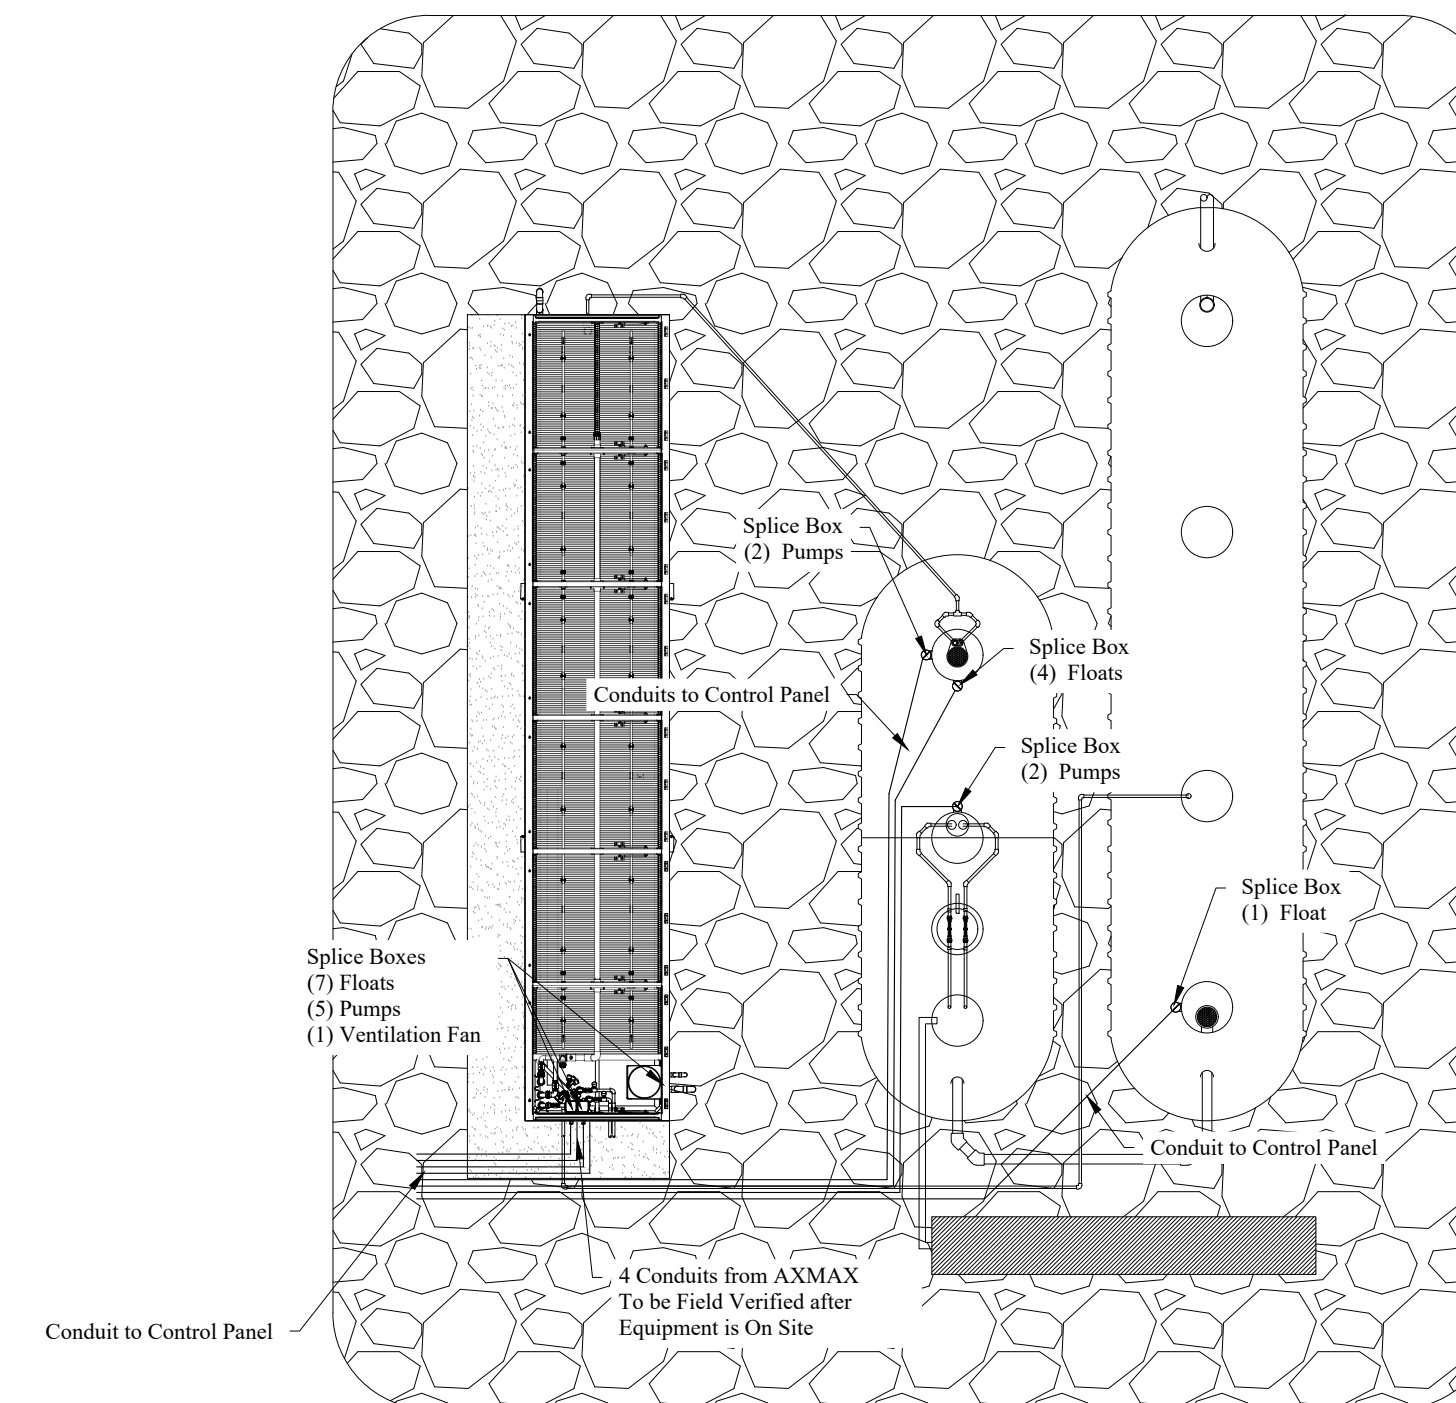 Splice Box
(2) Pumps
Splice Box
(4) Floats
Conduits to Control Panel
Splice Box
(2) Pumps
Splice Box
(1) Float
Splice Boxes
(7) Floats
(5) Pumps
(1) Ventilation Fan
Conduit to Control Panel
4 Conduits from AXMAX
To be Field Verified after
Equipment is On Site
Conduit to Control Panel